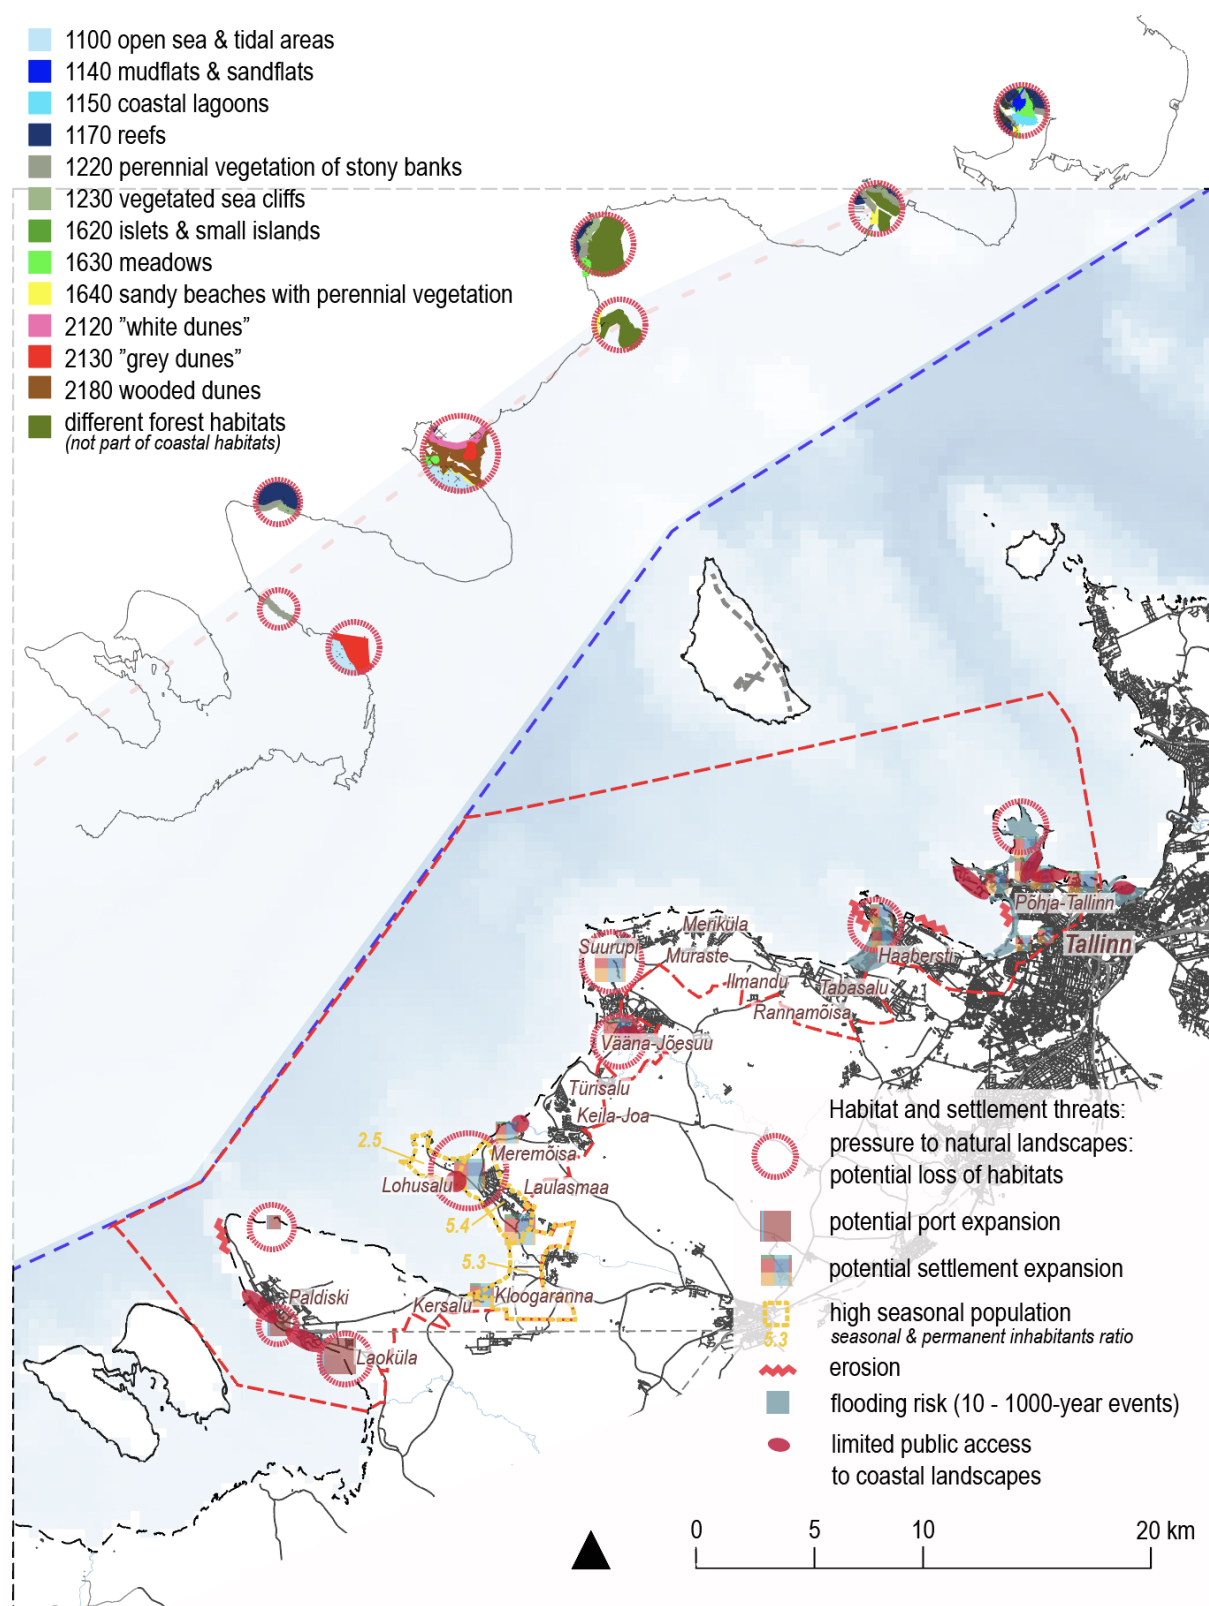 1100 open sea & tidal areas
1140 mudflats & sandflats
1150 coastal lagoons
1170 reefs
1220 perennial vegetation of stony banks
1230 vegetated sea cliffs
1620 islets & small islands
1630 meadows
1640 sandy beaches with perennial vegetation
2120 ”white dunes”
2130 ”grey dunes”
2180 wooded dunes
different forest habitats
(not part of coastal habitats)
Põhja-Tallinn
Tallinn
Meriküla
Suurupi
Muraste
Haabersti
Ilmandu
Tabasalu
Rannamõisa
Vääna-Jõesuu
Türisalu
Keila-Joa
2.5
Meremõisa
Lohusalu
Laulasmaa
5.4
5.3
Paldiski
Kersalu
Kloogaranna
Laoküla
Habitat and settlement threats:
pressure to natural landscapes:
potential loss of habitats
potential port expansion
potential settlement expansion
high seasonal population
5.3
seasonal & permanent inhabitants ratio
erosion
flooding risk (10 - 1000-year events)
limited public access
to coastal landscapes
0 5 10 20 km